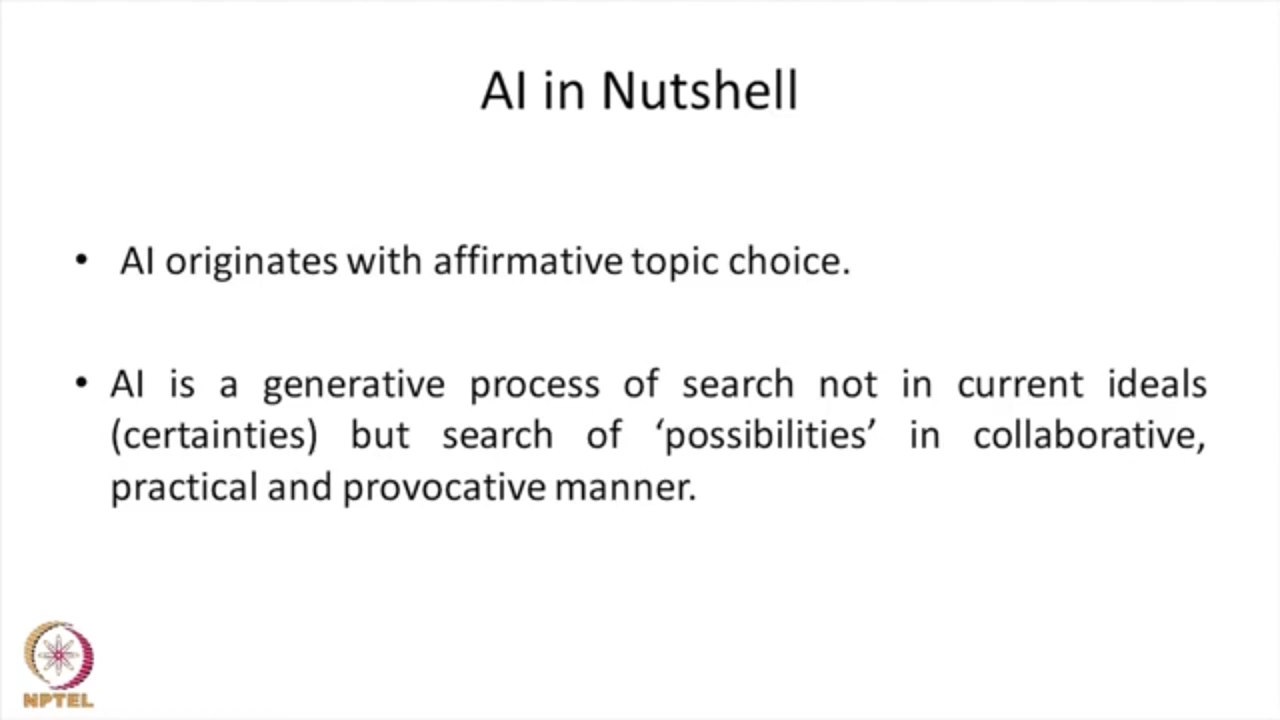 AI in Nutshell
• AI originates with affirmative topic choice.
• AI is a generative process of search not in current ideals
(certainties) but search of ‘possibilities’ in collaborative,
practical and provocative manner.
NPTEL